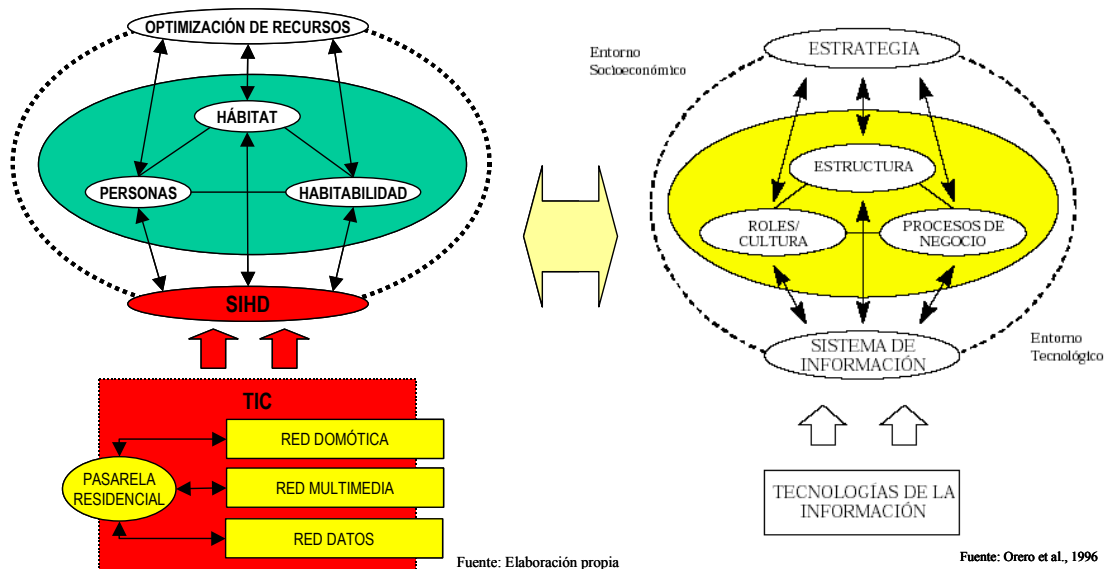 OPTIMIZACIÓN DE RECURSOS
HÁBITAT
PERSONAS
HABITABILIDAD
SIHD
TIC
RED DOMÓTICA
PASARELA
RESIDENCIAL
RED MULTIMEDIA
RED DATOS
Fuente: Elaboración propia
Entorno
Socioeconómico
ESTRATEGIA
ESTRUCTURA
ROLES/
CULTURA
PROCESOS DE
NEGOCIO
SISTEMA DE
INFORMACIÓN
Entorno
Tecnológico
TECNOLOGÍAS DE LA
INFORMACIÓN
Fuente: Orero et al., 1996